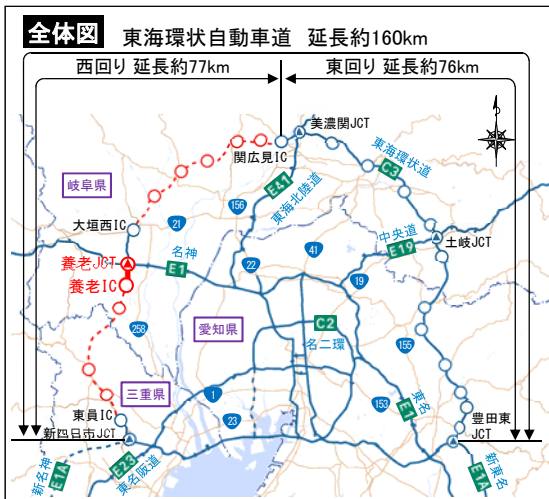 全体図 東海環状自動車道 延長約160km
西回り 延長約77km
東回り 延長約76km
美濃関JCT
関広見IC
東海環状道
C3
岐阜県
156
E41
東海北陸道
大垣西IC
21
41
中央道
E19
土岐JCT
養老JCT
名神
E1
22
19
養老IC
258
愛知県
C2
名二環
155
三重県
1
153
東名
E1
東員IC
23
豊田東
JCT
新四日市JCT
新名神
E1A
E23
東名阪道
新東名
E1A